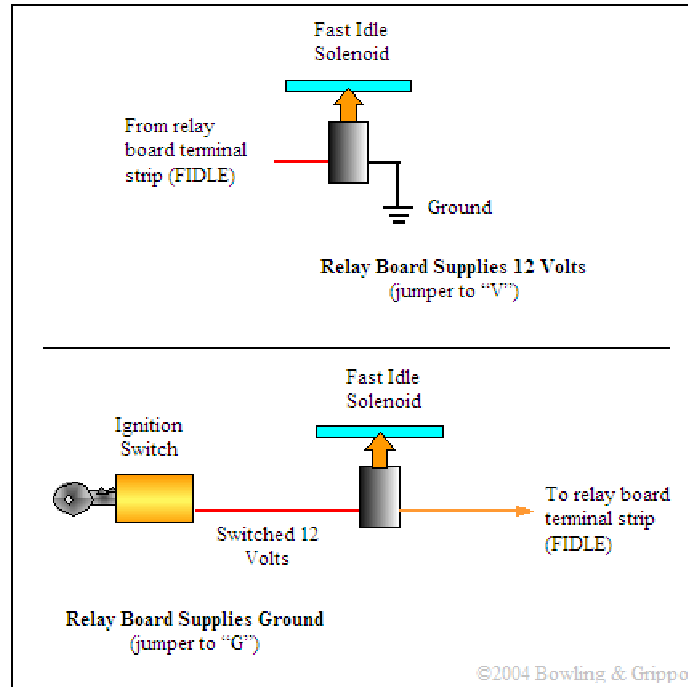 Fast Idle
Solenoid
From relay
board terminal
strip (FIDLE)
Ground
Relay Board Supplies 12 Volts
(jumper to “V”)
Fast Idle
Solenoid
Ignition
Switch
Switched 12
Volts
To relay board
terminal strip
(FIDLE)
Relay Board Supplies Ground
(jumper to “G”)
©2004 Bowling & Grippo